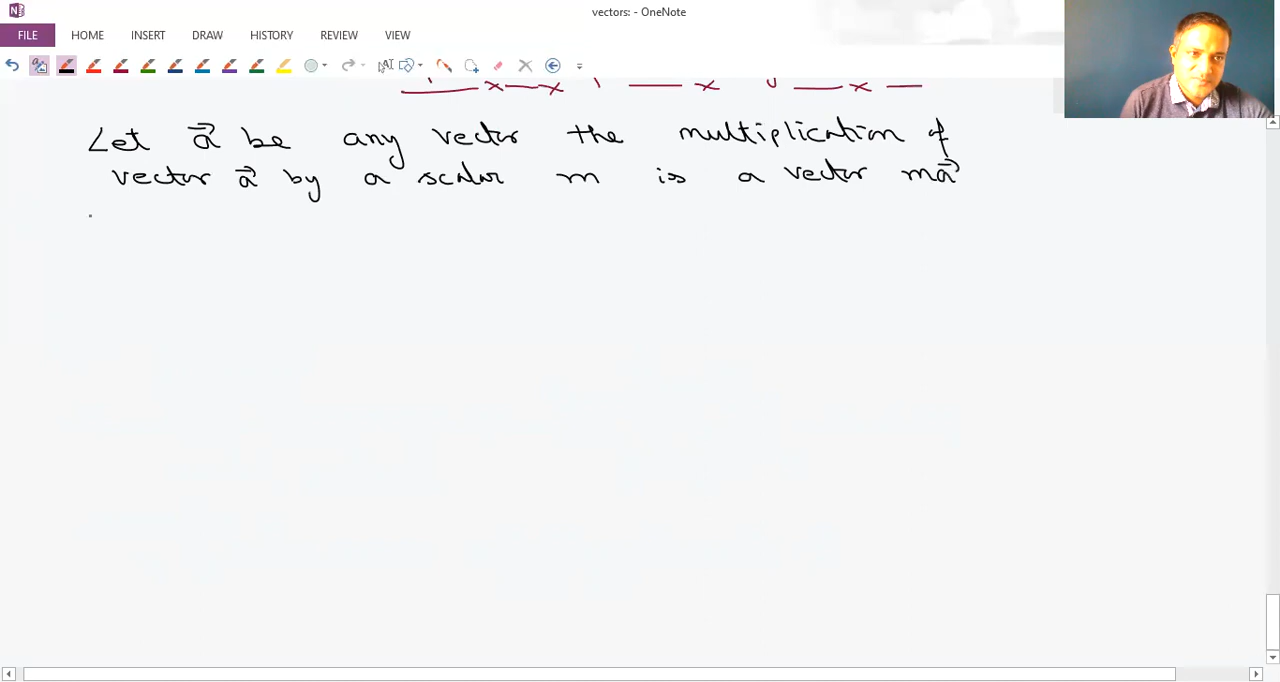 vectors: - OneNote
FILE HOME INSERT DRAW HISTORY REVIEW VIEW
Let a⃗ be any vector the multiplication of
vector a⃗ by a scalar m is a vector ma⃗